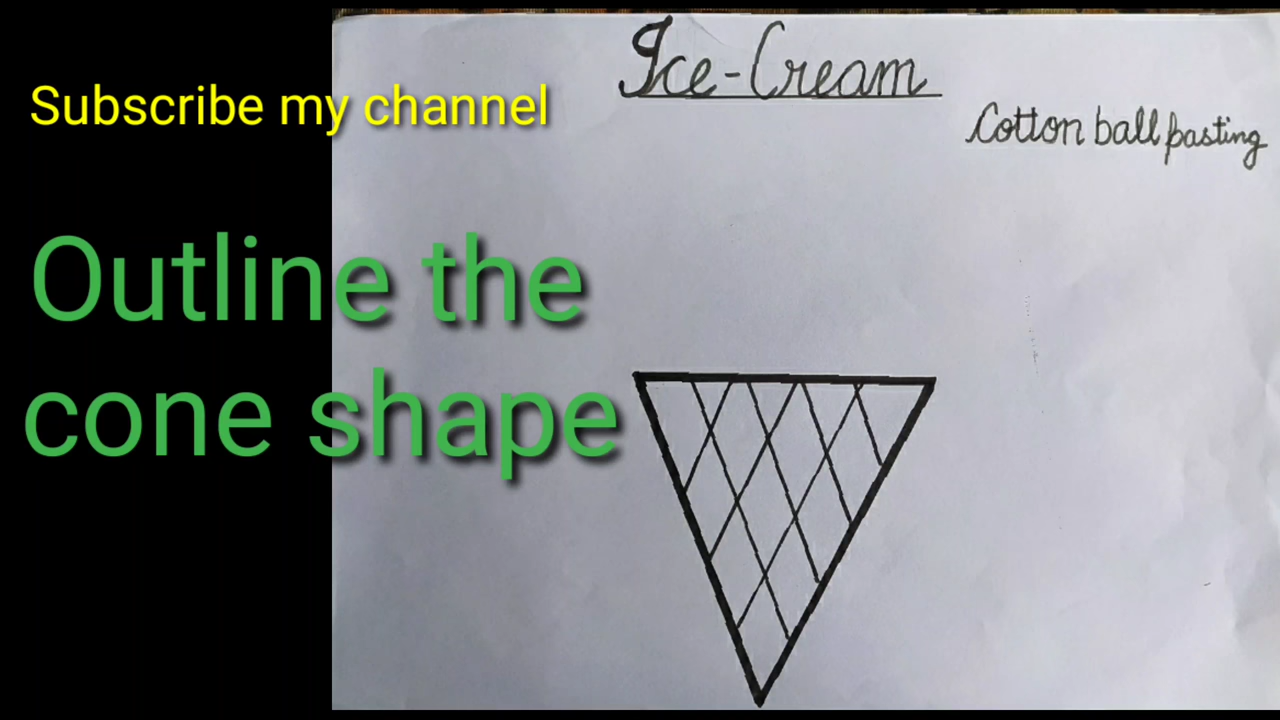 Ice-Cream
Cotton ball pasting
Subscribe my channel
Outline the
cone shape